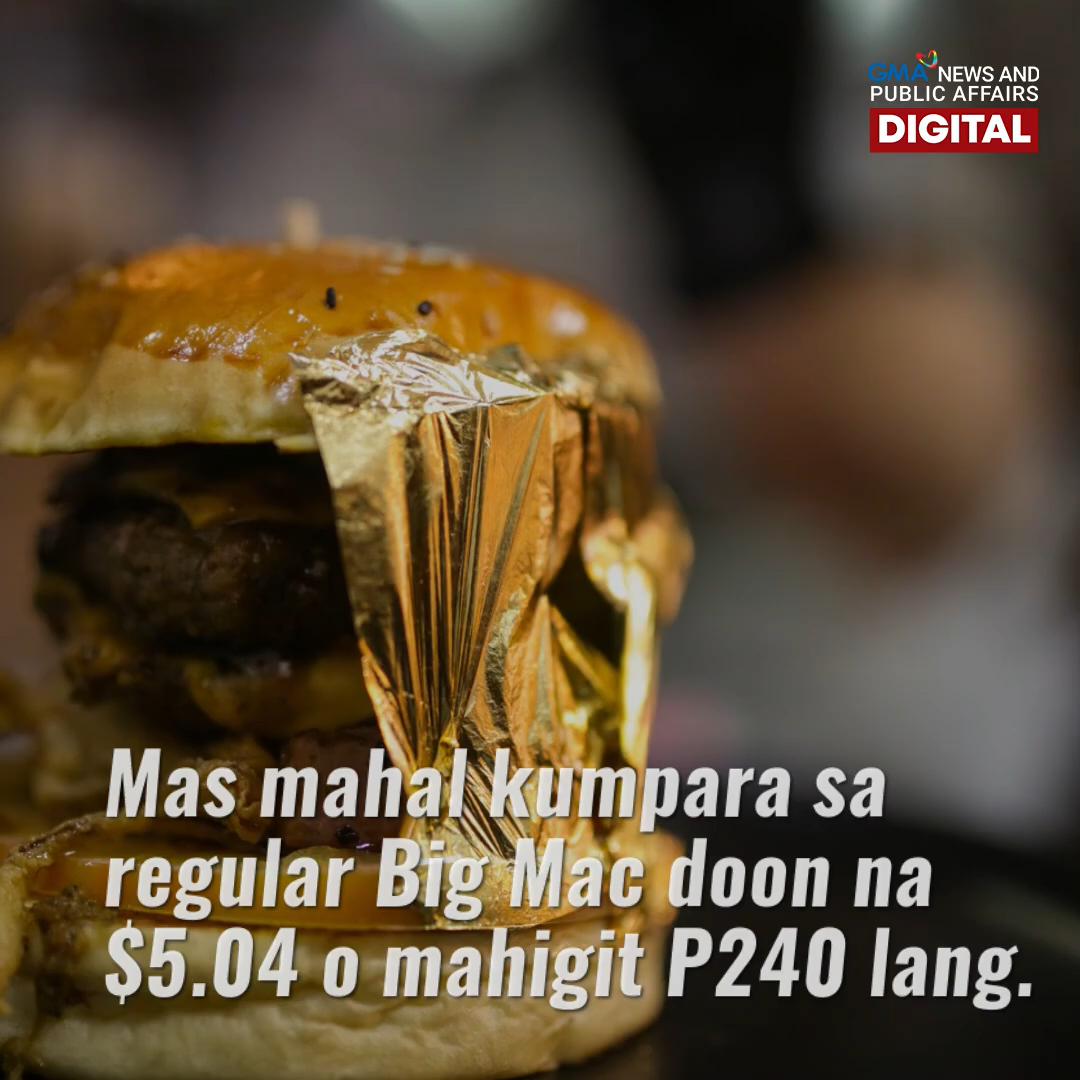 GMA NEWS AND
PUBLIC AFFAIRS
DIGITAL
Mas mahal kumpara sa
regular Big Mac doon na
$5.04 o mahigit P240 lang.